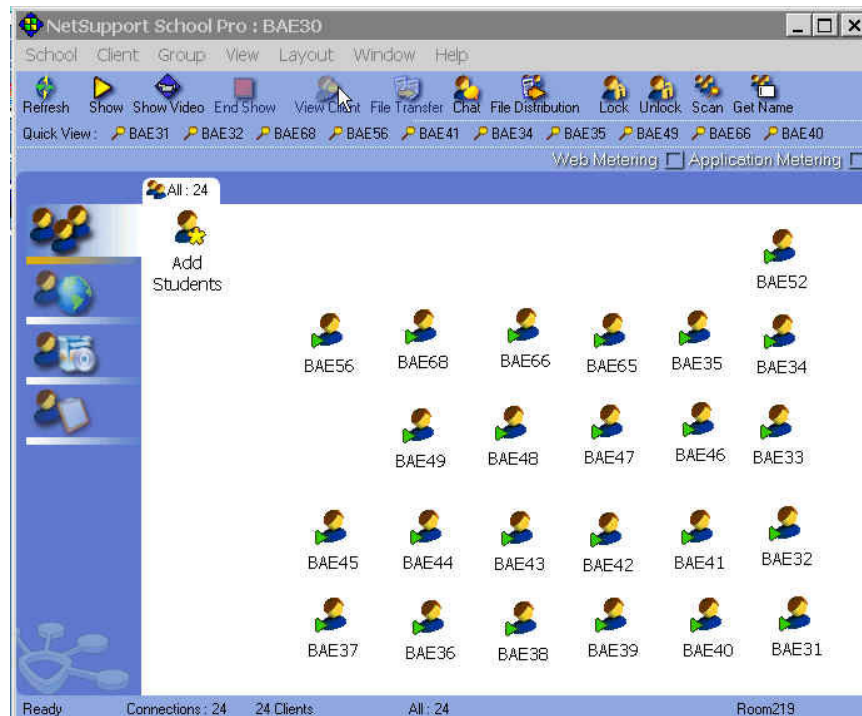 NetSupport School Pro : BAE30
School Client Group View Layout Window Help
Refresh Show Show Video End Show View Client File Transfer Chat File Distribution Lock Unlock Scan Get Name
Quick View : BAE31 BAE32 BAE68 BAE56 BAE41 BAE34 BAE35 BAE49 BAE66 BAE40
Web Metering Application Metering
All : 24
Add
Students
BAE52
BAE56 BAE68 BAE66 BAE65 BAE35 BAE34
BAE49 BAE48 BAE47 BAE46 BAE33
BAE45 BAE44 BAE43 BAE42 BAE41 BAE32
BAE37 BAE36 BAE38 BAE39 BAE40 BAE31
Ready Connections : 24 24 Clients All : 24 Room219